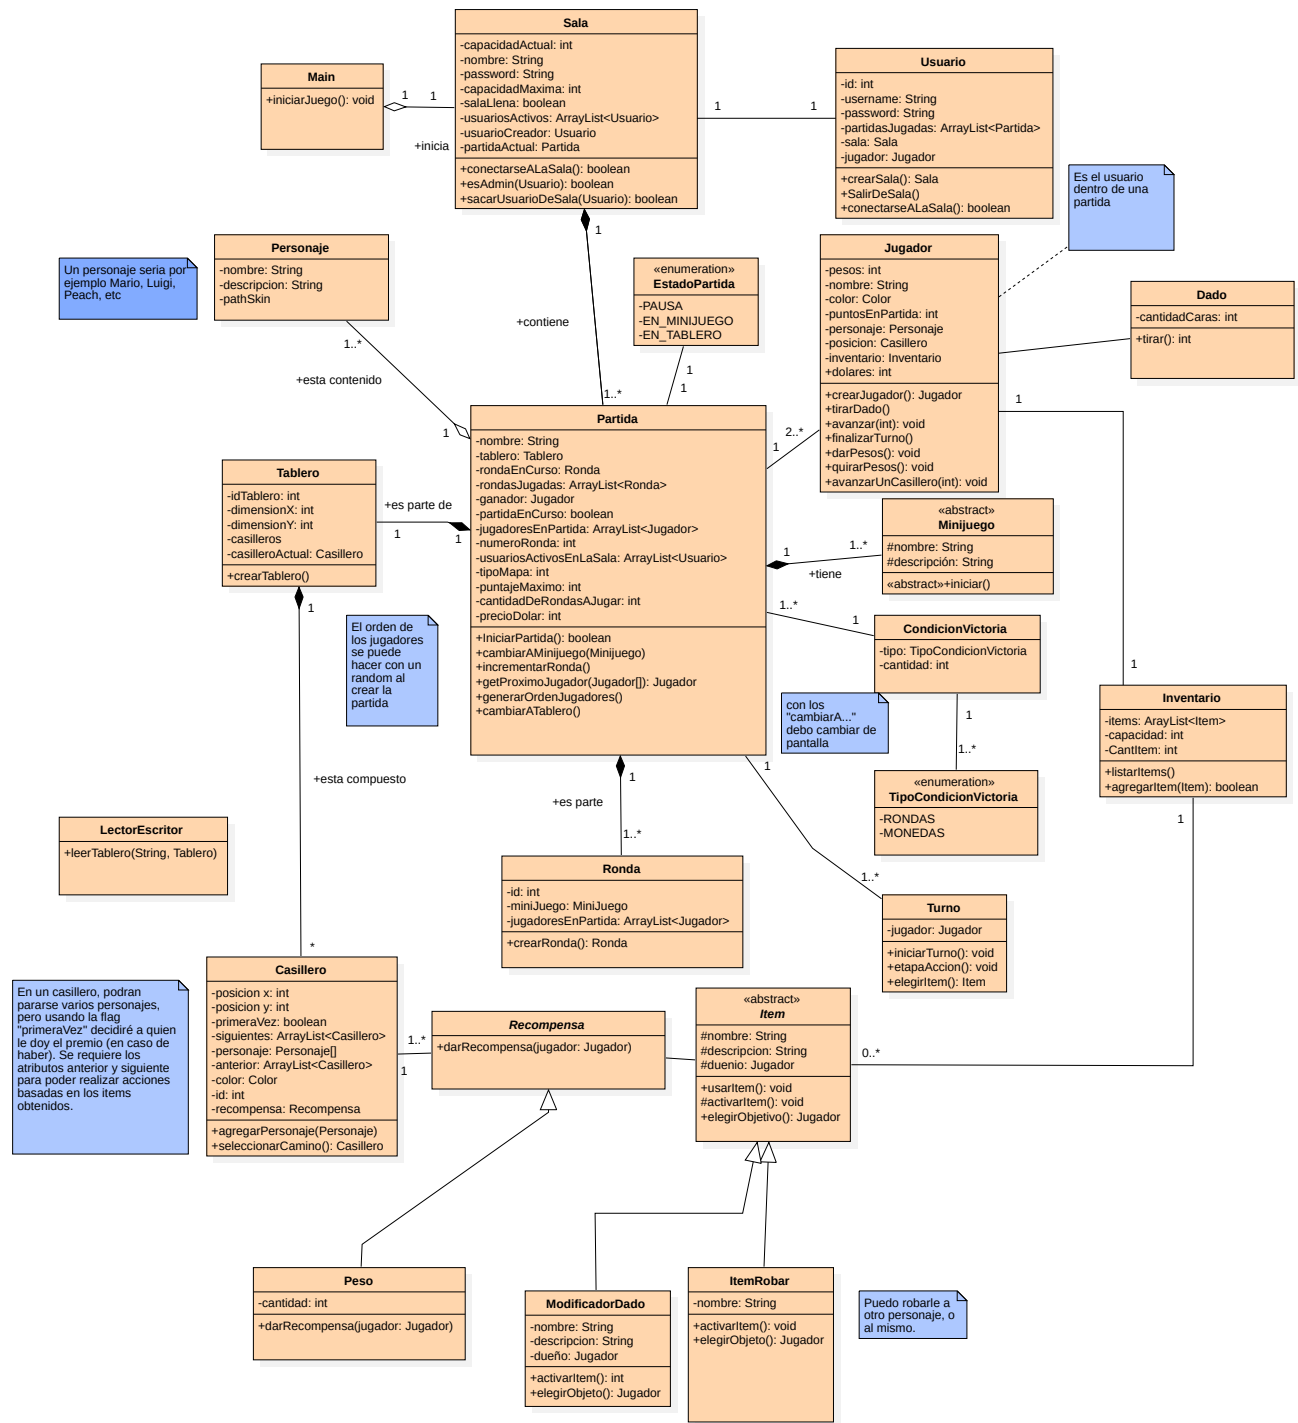 Sala
-capacidadActual: int
-nombre: String
-password: String
-capacidadMaxima: int
-salaLlena: boolean
-usuariosActivos: ArrayList<Usuario>
-usuarioCreador: Usuario
-partidaActual: Partida
+conectarseALaSala(): boolean
+esAdmin(Usuario): boolean
+sacarUsuarioDeSala(Usuario): boolean
Main
+iniciarJuego(): void
1
1
+inicia
1
1
Usuario
-id: int
-username: String
-password: String
-partidasJugadas: ArrayList<Partida>
-sala: Sala
-jugador: Jugador
+crearSala(): Sala
+SalirDeSala()
+conectarseALaSala(): boolean
Es el usuario
dentro de una
partida
1
+contiene
1..*
Personaje
-nombre: String
-descripcion: String
-pathSkin
Un personaje seria por
ejemplo Mario, Luigi,
Peach, etc
1..*
+esta contenido
1
«enumeration»
EstadoPartida
-PAUSA
-EN_MINIJUEGO
-EN_TABLERO
1
1
Jugador
-pesos: int
-nombre: String
-color: Color
-puntosEnPartida: int
-personaje: Personaje
-posicion: Casillero
-inventario: Inventario
+dolares: int
+crearJugador(): Jugador
+tirarDado()
+avanzar(int): void
+finalizarTurno()
+darPesos(): void
+quirarPesos(): void
+avanzarUnCasillero(int): void
Dado
-cantidadCaras: int
+tirar(): int
1
1
2..*
1
Partida
-nombre: String
-tablero: Tablero
-rondaEnCurso: Ronda
-rondasJugadas: ArrayList<Ronda>
-ganador: Jugador
-partidaEnCurso: boolean
-jugadoresEnPartida: ArrayList<Jugador>
-numeroRonda: int
-usuariosActivosEnLaSala: ArrayList<Usuario>
-tipoMapa: int
-puntajeMaximo: int
-cantidadDeRondasAJugar: int
-precioDolar: int
+IniciarPartida(): boolean
+cambiarAMinijuego(Minijuego)
+incrementarRonda()
+getProximoJugador(Jugador[]): Jugador
+generarOrdenJugadores()
+cambiarATablero()
Tablero
-idTablero: int
-dimensionX: int
-dimensionY: int
-casilleros
-casilleroActual: Casillero
+crearTablero()
+es parte de
1
1
El orden de
los jugadores
se puede
hacer con un
random al
crear la
partida
1
+esta compuesto
*
«abstract»
Minijuego
#nombre: String
#descripción: String
«abstract»+iniciar()
1
1..*
+tiene
1..*
1
CondicionVictoria
-tipo: TipoCondicionVictoria
-cantidad: int
con los
"cambiarA..."
debo cambiar de
pantalla
1
1..*
«enumeration»
TipoCondicionVictoria
-RONDAS
-MONEDAS
Inventario
-items: ArayList<Item>
-capacidad: int
-CantItem: int
+listarItems()
+agregarItem(Item): boolean
1
0..*
1
+es parte
1..*
1
1..*
LectorEscritor
+leerTablero(String, Tablero)
Ronda
-id: int
-miniJuego: MiniJuego
-jugadoresEnPartida: ArrayList<Jugador>
+crearRonda(): Ronda
Turno
-jugador: Jugador
+iniciarTurno(): void
+etapaAccion(): void
+elegirItem(): Item
En un casillero, podran
pararse varios personajes,
pero usando la flag
"primeraVez" decidiré a quien
le doy el premio (en caso de
haber). Se requiere los
atributos anterior y siguiente
para poder realizar acciones
basadas en los items
obtenidos.
Casillero
-posicion x: int
-posicion y: int
-primeraVez: boolean
-siguientes: ArrayList<Casillero>
-personaje: Personaje[]
-anterior: ArrayList<Casillero>
-color: Color
-id: int
-recompensa: Recompensa
+agregarPersonaje(Personaje)
+seleccionarCamino(): Casillero
1..*
1
Recompensa
+darRecompensa(jugador: Jugador)
«abstract»
Item
#nombre: String
#descripcion: String
#duenio: Jugador
+usarItem(): void
#activarItem(): void
+elegirObjetivo(): Jugador
Peso
-cantidad: int
+darRecompensa(jugador: Jugador)
ModificadorDado
-nombre: String
-descripcion: String
-dueño: Jugador
+activarItem(): int
+elegirObjeto(): Jugador
ItemRobar
-nombre: String
+activarItem(): void
+elegirObjeto(): Jugador
Puedo robarle a
otro personaje, o
al mismo.